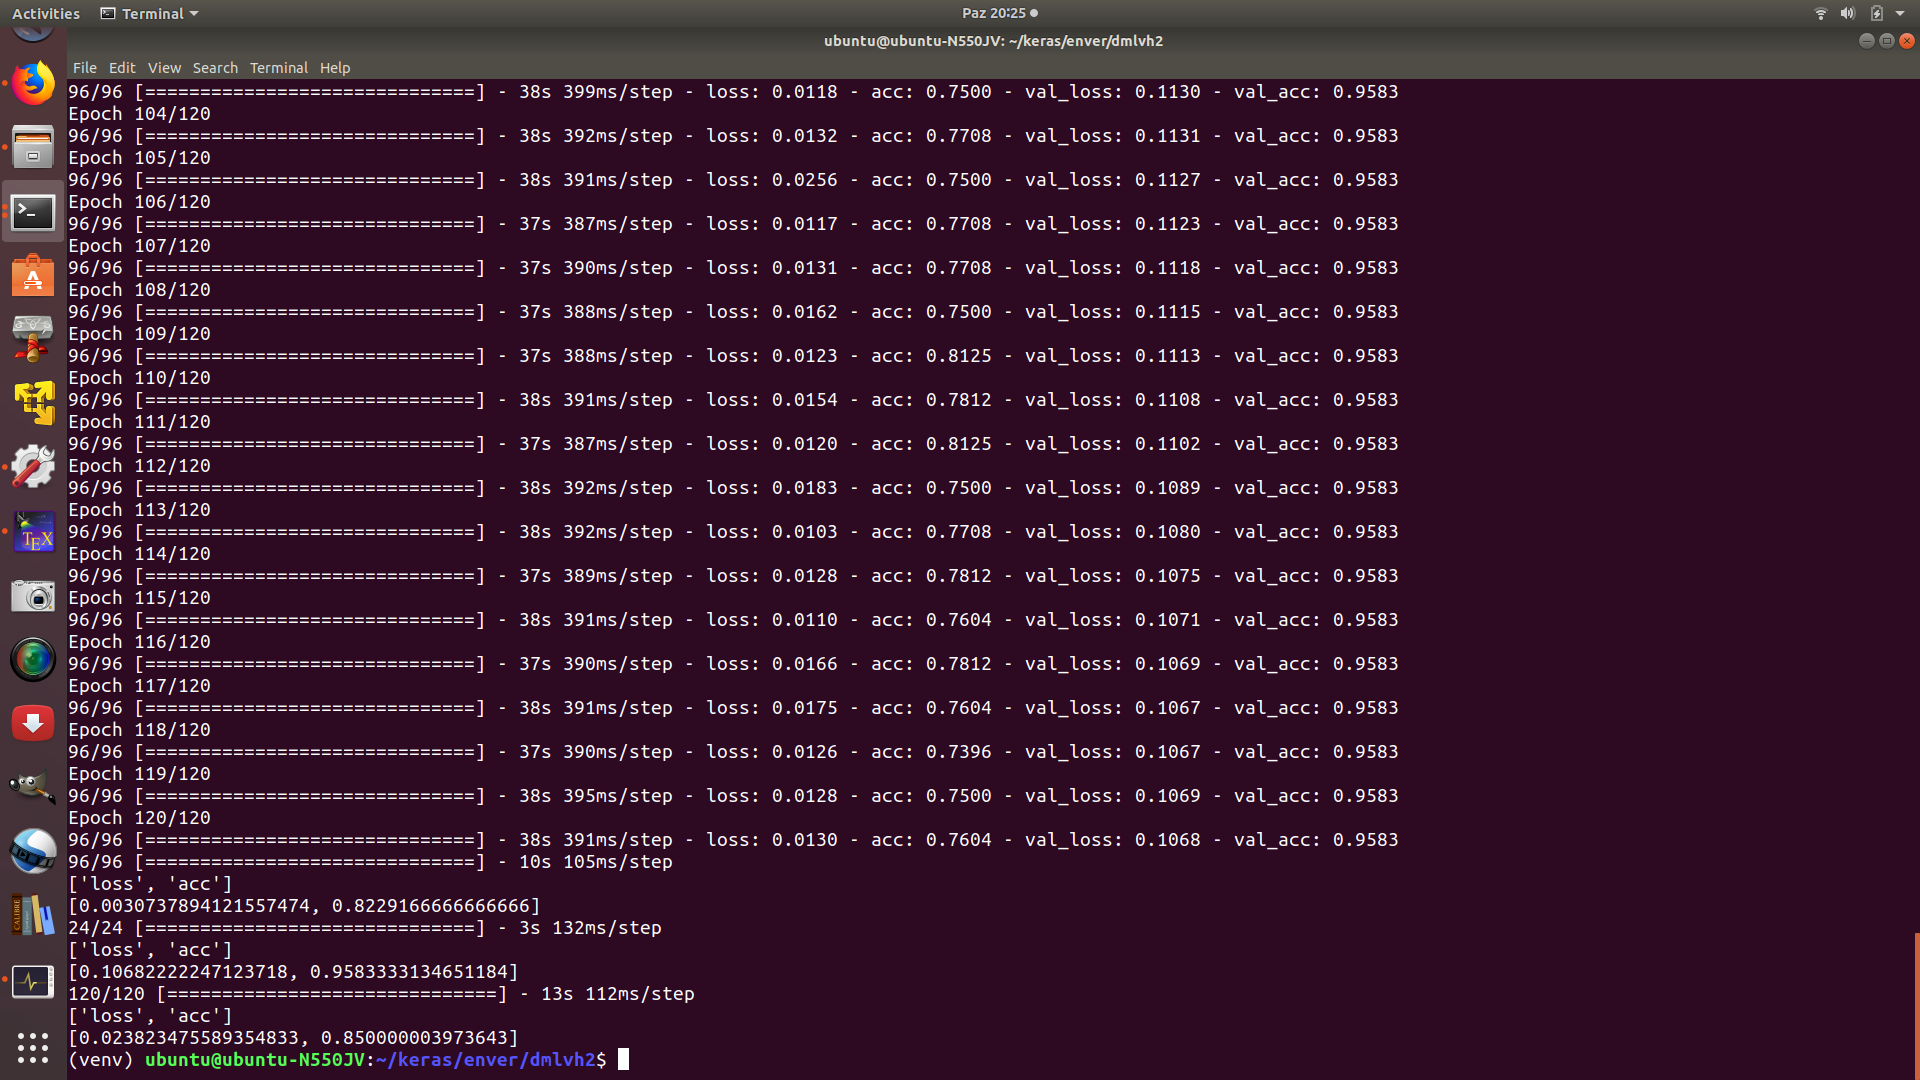 Activities
Terminal
Paz 20:25
ubuntu@ubuntu-N550JV: ~/keras/enver/dmlvh2
File Edit View Search Terminal Help
96/96 [==============================] - 38s 399ms/step - loss: 0.0118 - acc: 0.7500 - val_loss: 0.1130 - val_acc: 0.9583
Epoch 104/120
96/96 [==============================] - 38s 392ms/step - loss: 0.0132 - acc: 0.7708 - val_loss: 0.1131 - val_acc: 0.9583
Epoch 105/120
96/96 [==============================] - 38s 391ms/step - loss: 0.0256 - acc: 0.7500 - val_loss: 0.1127 - val_acc: 0.9583
Epoch 106/120
96/96 [==============================] - 37s 387ms/step - loss: 0.0117 - acc: 0.7708 - val_loss: 0.1123 - val_acc: 0.9583
Epoch 107/120
96/96 [==============================] - 37s 390ms/step - loss: 0.0131 - acc: 0.7708 - val_loss: 0.1118 - val_acc: 0.9583
Epoch 108/120
96/96 [==============================] - 37s 388ms/step - loss: 0.0162 - acc: 0.7500 - val_loss: 0.1115 - val_acc: 0.9583
Epoch 109/120
96/96 [==============================] - 37s 388ms/step - loss: 0.0123 - acc: 0.8125 - val_loss: 0.1113 - val_acc: 0.9583
Epoch 110/120
96/96 [==============================] - 38s 391ms/step - loss: 0.0154 - acc: 0.7812 - val_loss: 0.1108 - val_acc: 0.9583
Epoch 111/120
96/96 [==============================] - 37s 387ms/step - loss: 0.0120 - acc: 0.8125 - val_loss: 0.1102 - val_acc: 0.9583
Epoch 112/120
96/96 [==============================] - 38s 392ms/step - loss: 0.0183 - acc: 0.7500 - val_loss: 0.1089 - val_acc: 0.9583
Epoch 113/120
96/96 [==============================] - 38s 392ms/step - loss: 0.0103 - acc: 0.7708 - val_loss: 0.1080 - val_acc: 0.9583
Epoch 114/120
96/96 [==============================] - 37s 389ms/step - loss: 0.0128 - acc: 0.7812 - val_loss: 0.1075 - val_acc: 0.9583
Epoch 115/120
96/96 [==============================] - 38s 391ms/step - loss: 0.0110 - acc: 0.7604 - val_loss: 0.1071 - val_acc: 0.9583
Epoch 116/120
96/96 [==============================] - 37s 390ms/step - loss: 0.0166 - acc: 0.7812 - val_loss: 0.1069 - val_acc: 0.9583
Epoch 117/120
96/96 [==============================] - 38s 391ms/step - loss: 0.0175 - acc: 0.7604 - val_loss: 0.1067 - val_acc: 0.9583
Epoch 118/120
96/96 [==============================] - 37s 390ms/step - loss: 0.0126 - acc: 0.7396 - val_loss: 0.1067 - val_acc: 0.9583
Epoch 119/120
96/96 [==============================] - 38s 395ms/step - loss: 0.0128 - acc: 0.7500 - val_loss: 0.1069 - val_acc: 0.9583
Epoch 120/120
96/96 [==============================] - 38s 391ms/step - loss: 0.0130 - acc: 0.7604 - val_loss: 0.1068 - val_acc: 0.9583
96/96 [==============================] - 10s 105ms/step
['loss', 'acc']
[0.0030737894121557474, 0.8229166666666666]
24/24 [==============================] - 3s 132ms/step
['loss', 'acc']
[0.10682222247123718, 0.9583333134651184]
120/120 [==============================] - 13s 112ms/step
['loss', 'acc']
[0.023823475589354833, 0.850000003973643]
(venv) ubuntu@ubuntu-N550JV:~/keras/enver/dmlvh2$